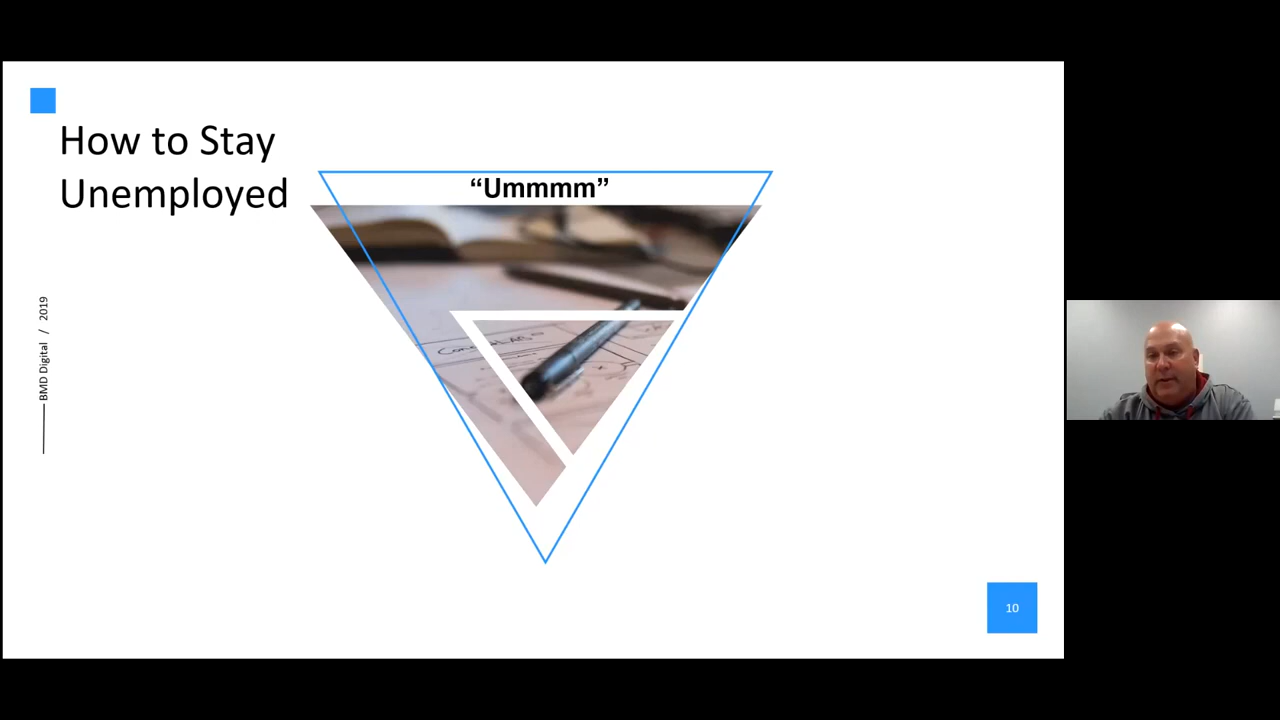 How to Stay
Unemployed
“Ummmm”
BMD Digital / 2019
10